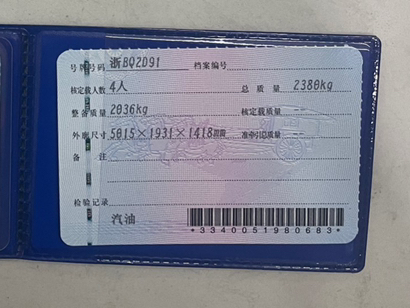 号牌号码 浙BQ2D91 档案编号
核定载人数 4人 总质量 2380kg
整备质量 2036kg 核定载质量
外廓尺寸 5015×1931×1418mm 准牵引总质量
备注
检验记录
汽油
*3340051980683*